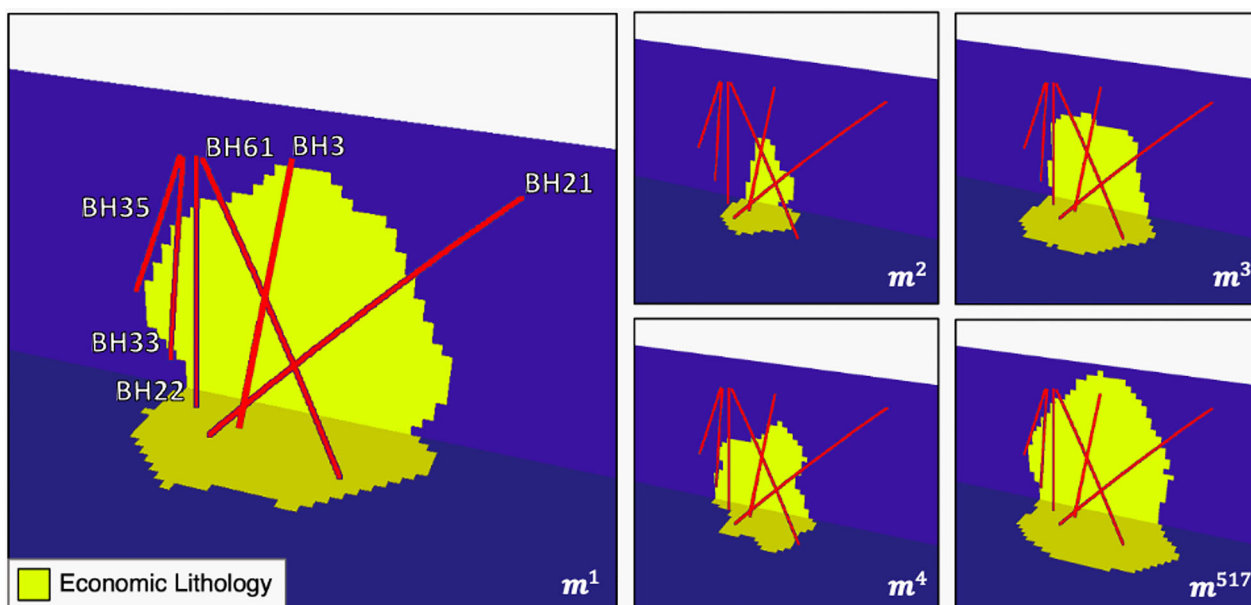 BH61
BH3
BH21
BH35
BH33
BH22
Economic Lithology
m¹
m²
m³
m⁴
m⁵¹⁷